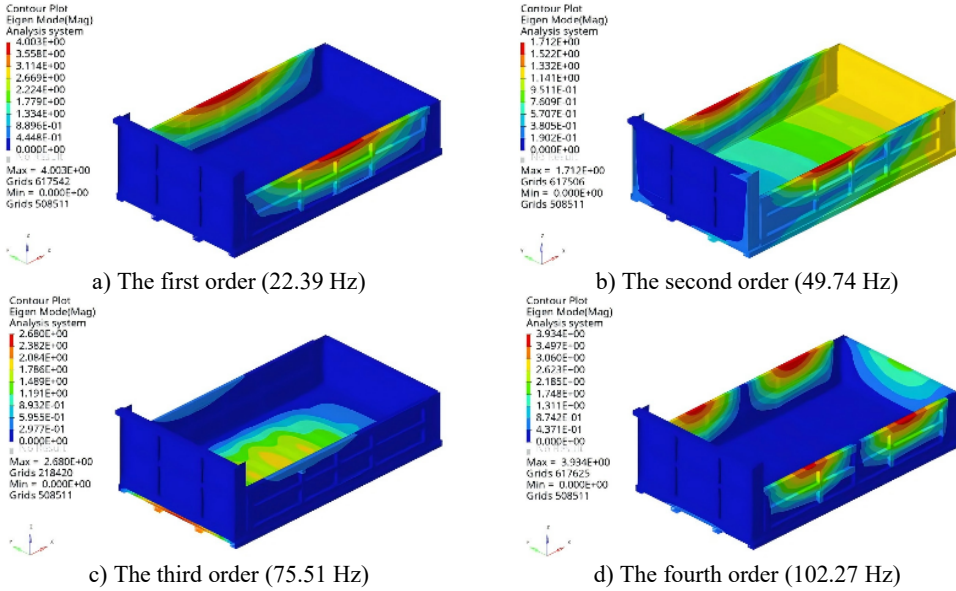 Contour Plot
Eigen Mode(Mag)
Analysis system
4.003E+00
3.558E+00
3.114E+00
2.669E+00
2.224E+00
1.779E+00
1.334E+00
8.896E-01
4.448E-01
0.000E+00
No Result
Max = 4.003E+00
Grids 617542
Min = 0.000E+00
Grids 508511
a) The first order (22.39 Hz)
Contour Plot
Eigen Mode(Mag)
Analysis system
1.712E+00
1.522E+00
1.332E+00
1.141E+00
9.511E-01
7.609E-01
5.707E-01
3.805E-01
1.902E-01
0.000E+00
No Result
Max = 1.712E+00
Grids 617506
Min = 0.000E+00
Grids 508511
b) The second order (49.74 Hz)
Contour Plot
Eigen Mode(Mag)
Analysis system
2.680E+00
2.382E+00
2.084E+00
1.786E+00
1.489E+00
1.191E+00
8.932E-01
5.955E-01
2.977E-01
0.000E+00
No Result
Max = 2.680E+00
Grids 218420
Min = 0.000E+00
Grids 508511
c) The third order (75.51 Hz)
Contour Plot
Eigen Mode(Mag)
Analysis system
3.934E+00
3.497E+00
3.060E+00
2.623E+00
2.185E+00
1.748E+00
1.311E+00
8.742E-01
4.371E-01
0.000E+00
No Result
Max = 3.934E+00
Grids 617625
Min = 0.000E+00
Grids 508511
d) The fourth order (102.27 Hz)